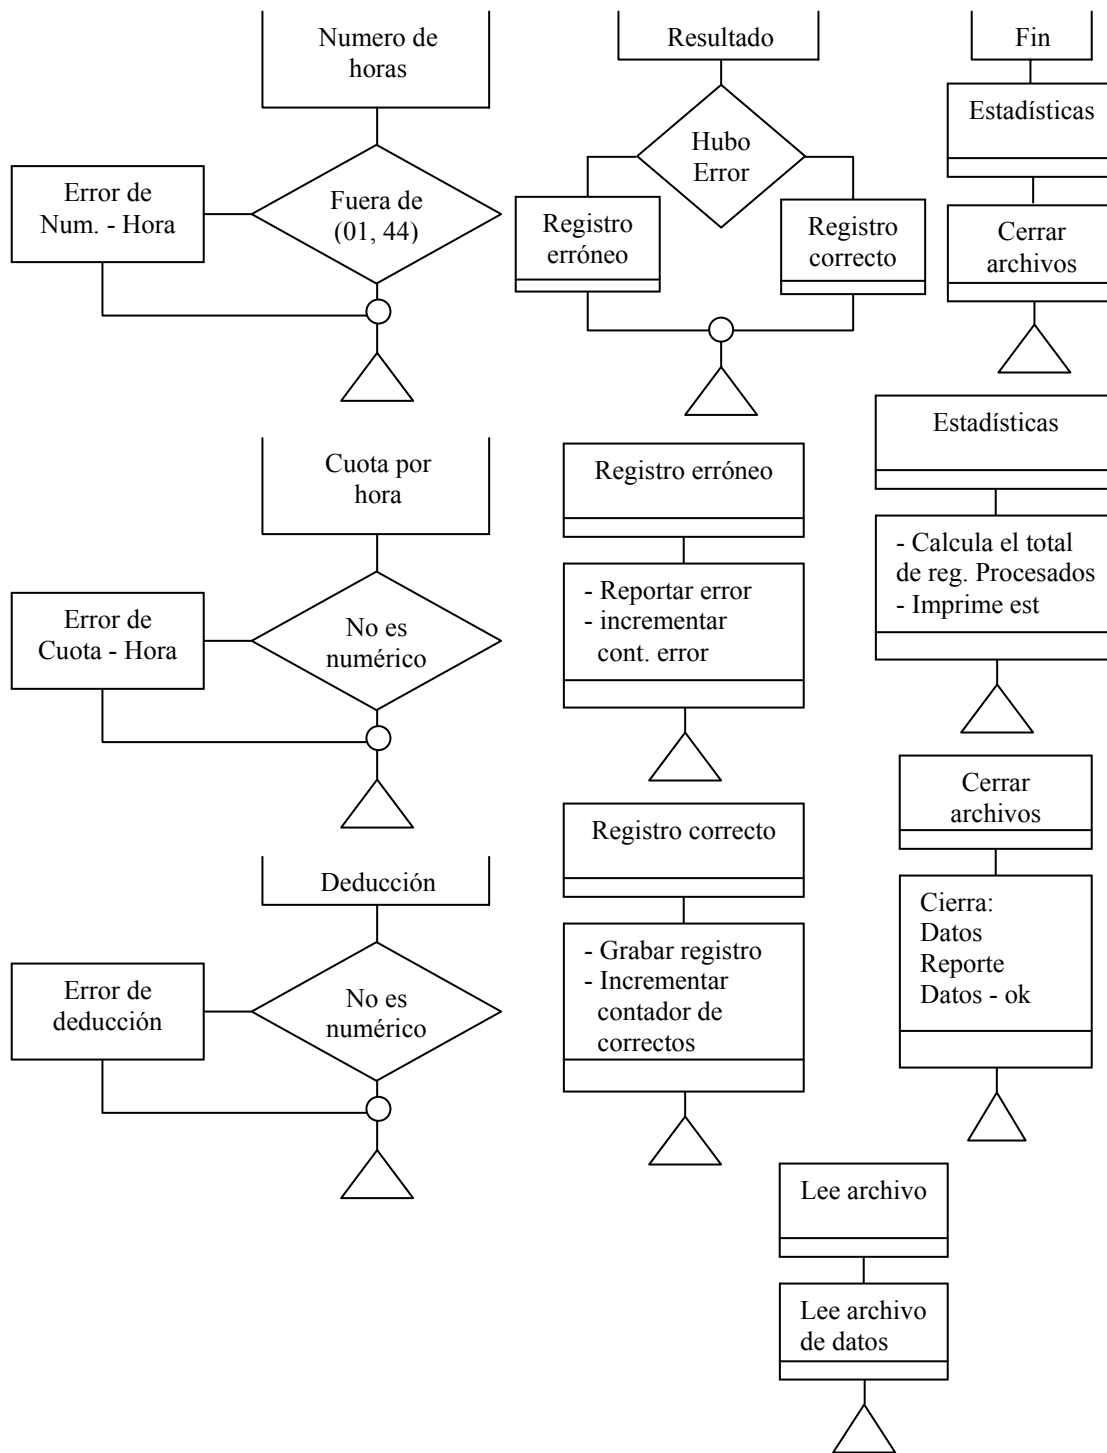 Numero de
horas
Fuera de
(01, 44)
Error de
Num. - Hora
Cuota por
hora
No es
numérico
Error de
Cuota - Hora
Deducción
No es
numérico
Error de
deducción
Resultado
Hubo
Error
Registro
erróneo
Registro
correcto
Registro erróneo
- Reportar error
- incrementar
cont. error
Registro correcto
- Grabar registro
- Incrementar
contador de
correctos
Fin
Estadísticas
Cerrar
archivos
Estadísticas
- Calcula el total
de reg. Procesados
- Imprime est
Cerrar
archivos
Cierra:
Datos
Reporte
Datos - ok
Lee archivo
Lee archivo
de datos